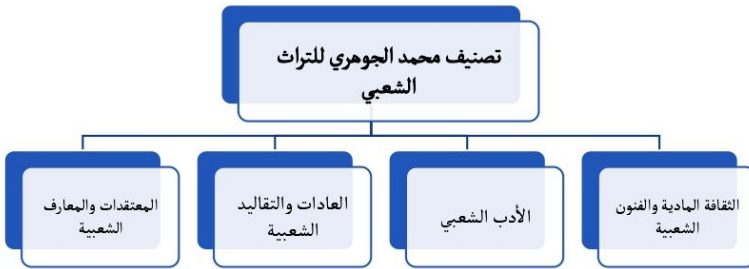 تصنيف محمد الجوهري للتراث
الشعبي
الثقافة المادية والفنون
الشعبية
الأدب الشعبي
العادات والتقاليد
الشعبية
المعتقدات والمعارف
الشعبية